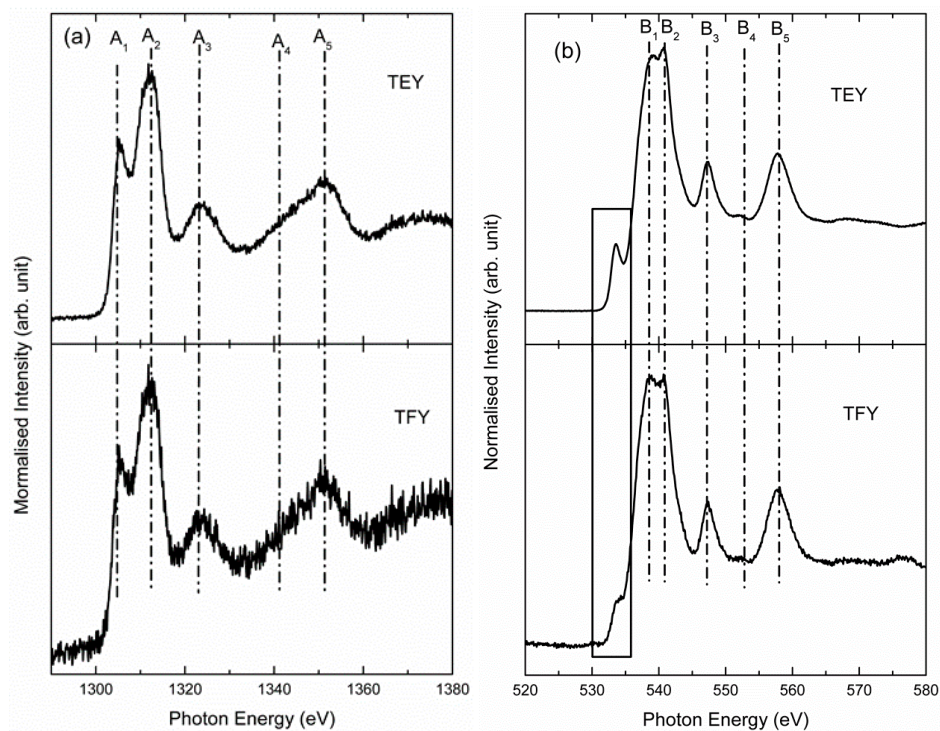 (a)
A1 A2 A3 A4 A5
TEY
TFY
Mormalised Intensity (arb. unit)
1300 1320 1340 1360 1380
Photon Energy (eV)
(b)
B1 B2 B3 B4 B5
TEY
TFY
Normalised Intensity (arb. unit)
520 530 540 550 560 570 580
Photon Energy (eV)